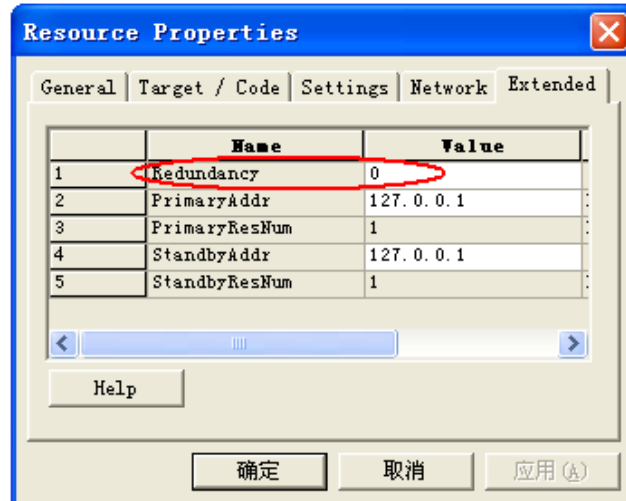 Resource Properties
General Target / Code Settings Network Extended
Name Value
1 Redundancy 0
2 PrimaryAddr 127.0.0.1
3 PrimaryResNum 1
4 StandbyAddr 127.0.0.1
5 StandbyResNum 1
Help
确定 取消 应用(A)